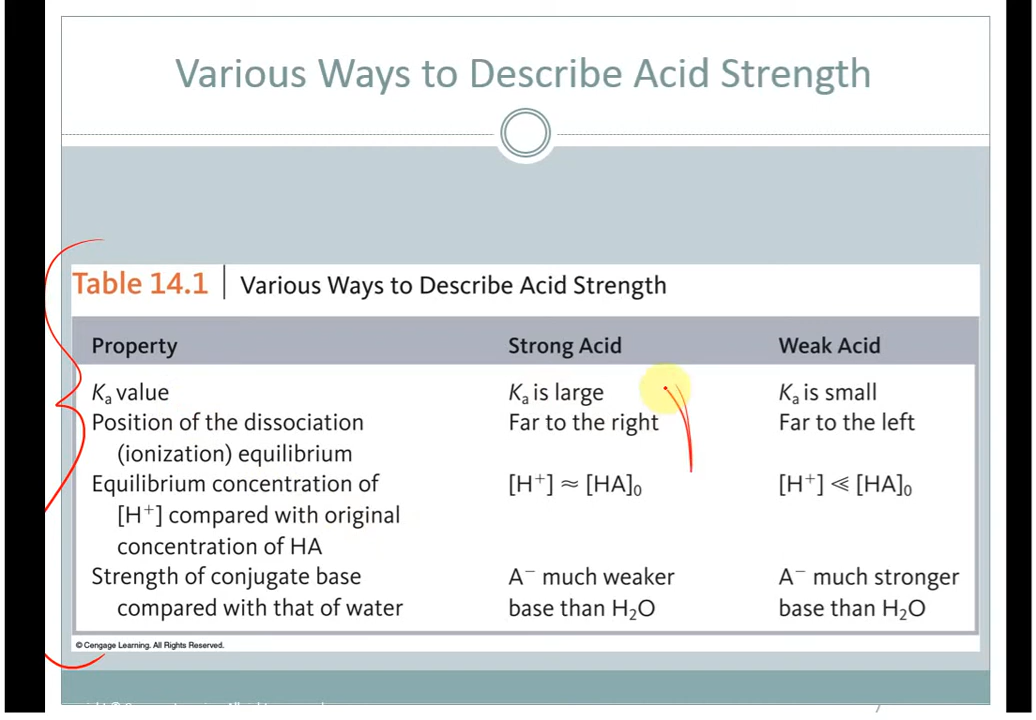 Various Ways to Describe Acid Strength
Table 14.1 | Various Ways to Describe Acid Strength
Property Strong Acid Weak Acid
Kₐ value Kₐ is large Kₐ is small
Position of the dissociation Far to the right Far to the left
(ionization) equilibrium
Equilibrium concentration of [H⁺] ≈ [HA]₀ [H⁺] ≪ [HA]₀
[H⁺] compared with original
concentration of HA
Strength of conjugate base A⁻ much weaker A⁻ much stronger
compared with that of water base than H₂O base than H₂O
© Cengage Learning. All Rights Reserved.